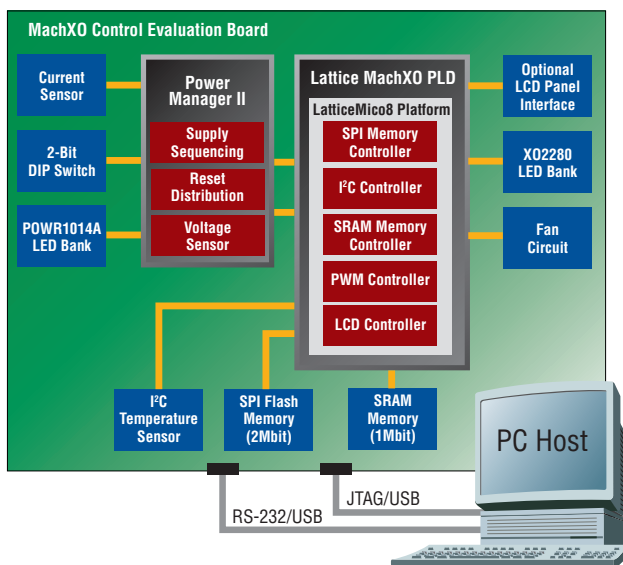 MachXO Control Evaluation Board
Current
Sensor
2-Bit
DIP Switch
POWR1014A
LED Bank
Power
Manager II
Supply
Sequencing
Reset
Distribution
Voltage
Sensor
Lattice MachXO PLD
LatticeMico8 Platform
SPI Memory
Controller
I²C Controller
SRAM Memory
Controller
PWM Controller
LCD Controller
Optional
LCD Panel
Interface
XO2280
LED Bank
Fan
Circuit
I²C
Temperature
Sensor
SPI Flash
Memory
(2Mbit)
SRAM
Memory
(1Mbit)
PC Host
JTAG/USB
RS-232/USB